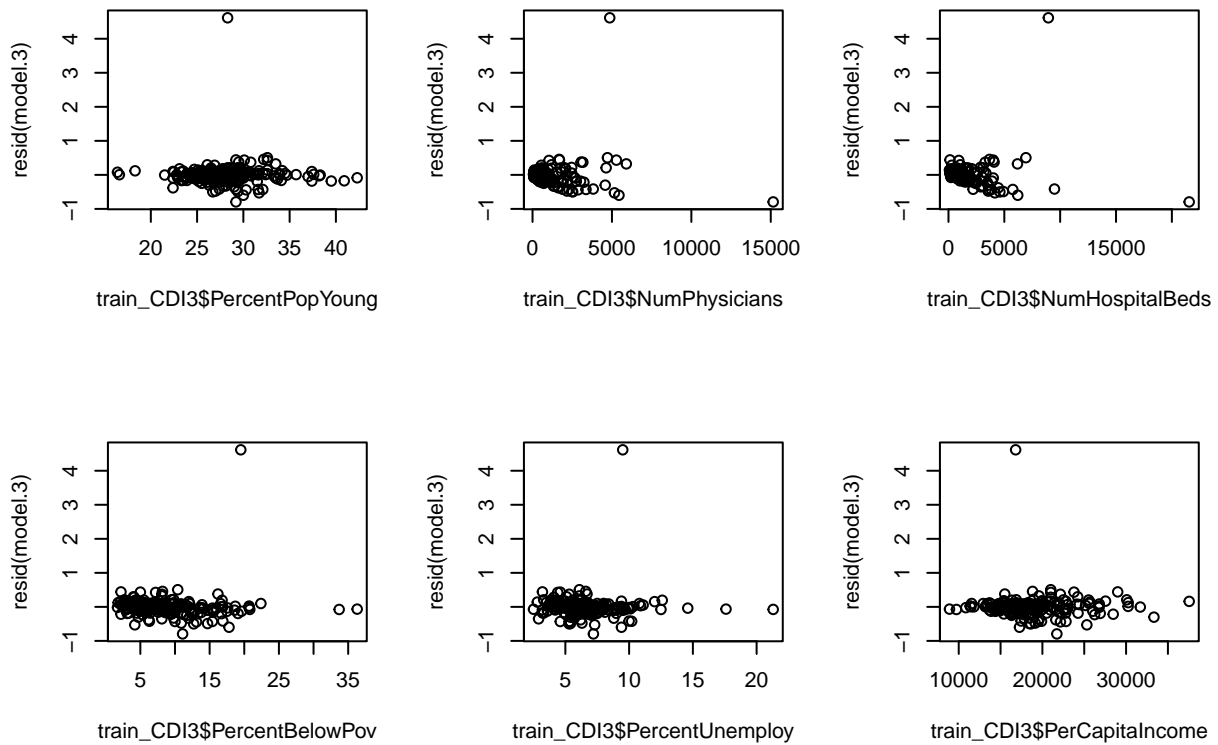 resid(model.3)
−1 1 2 3 4
20 25 30 35 40
train_CDI3$PercentPopYoung
resid(model.3)
−1 1 2 3 4
0 5000 10000 15000
train_CDI3$NumPhysicians
resid(model.3)
−1 1 2 3 4
0 5000 15000
train_CDI3$NumHospitalBeds
resid(model.3)
−1 1 2 3 4
5 15 25 35
train_CDI3$PercentBelowPov
resid(model.3)
−1 1 2 3 4
5 10 15 20
train_CDI3$PercentUnemploy
resid(model.3)
−1 1 2 3 4
10000 20000 30000
train_CDI3$PerCapitaIncome